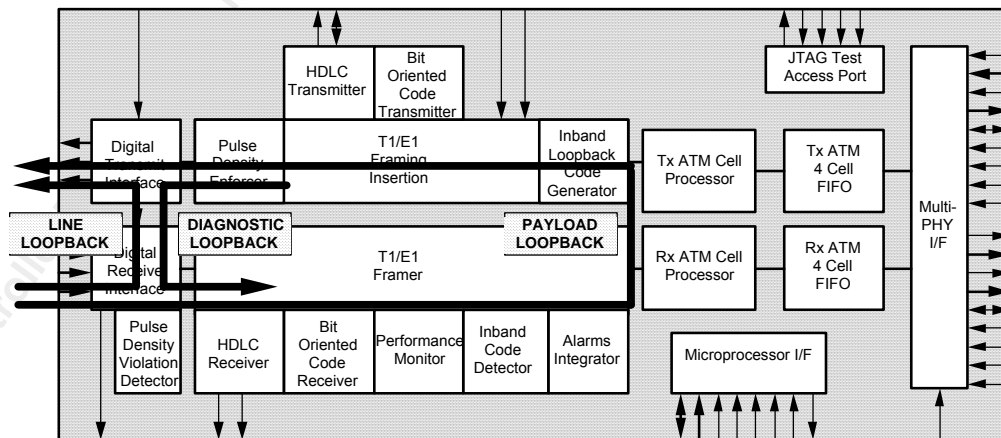 HDLC
Transmitter
Bit
Oriented
Code
Transmitter
JTAG Test
Access Port
Digital
Transmit
Interface
Pulse
Density
Enforcer
T1/E1
Framing
Insertion
Inband
Loopback
Code
Generator
Tx ATM Cell
Processor
Tx ATM
4 Cell
FIFO
Multi-
PHY
I/F
LINE
LOOPBACK
DIAGNOSTIC
LOOPBACK
PAYLOAD
LOOPBACK
Digital
Receiver
Interface
T1/E1
Framer
Rx ATM Cell
Processor
Rx ATM
4 Cell
FIFO
Pulse
Density
Violation
Detector
HDLC
Receiver
Bit
Oriented
Code
Receiver
Performance
Monitor
Inband
Code
Detector
Alarms
Integrator
Microprocessor I/F